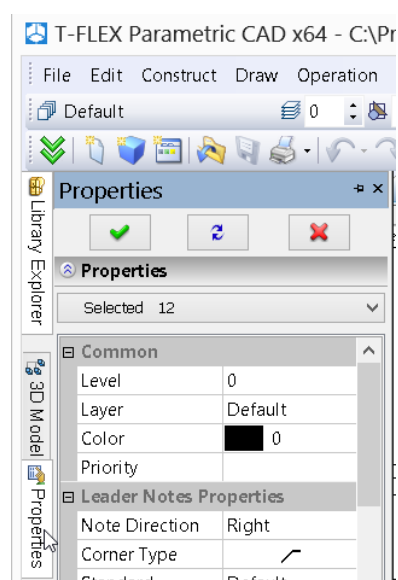 T-FLEX Parametric CAD x64 - C:\Pr
File Edit Construct Draw Operation
Default 0
Properties
Library Explorer
3D Model
Properties
Properties
Selected 12
Common
Level 0
Layer Default
Color 0
Priority
Leader Notes Properties
Note Direction Right
Corner Type
Standard Default